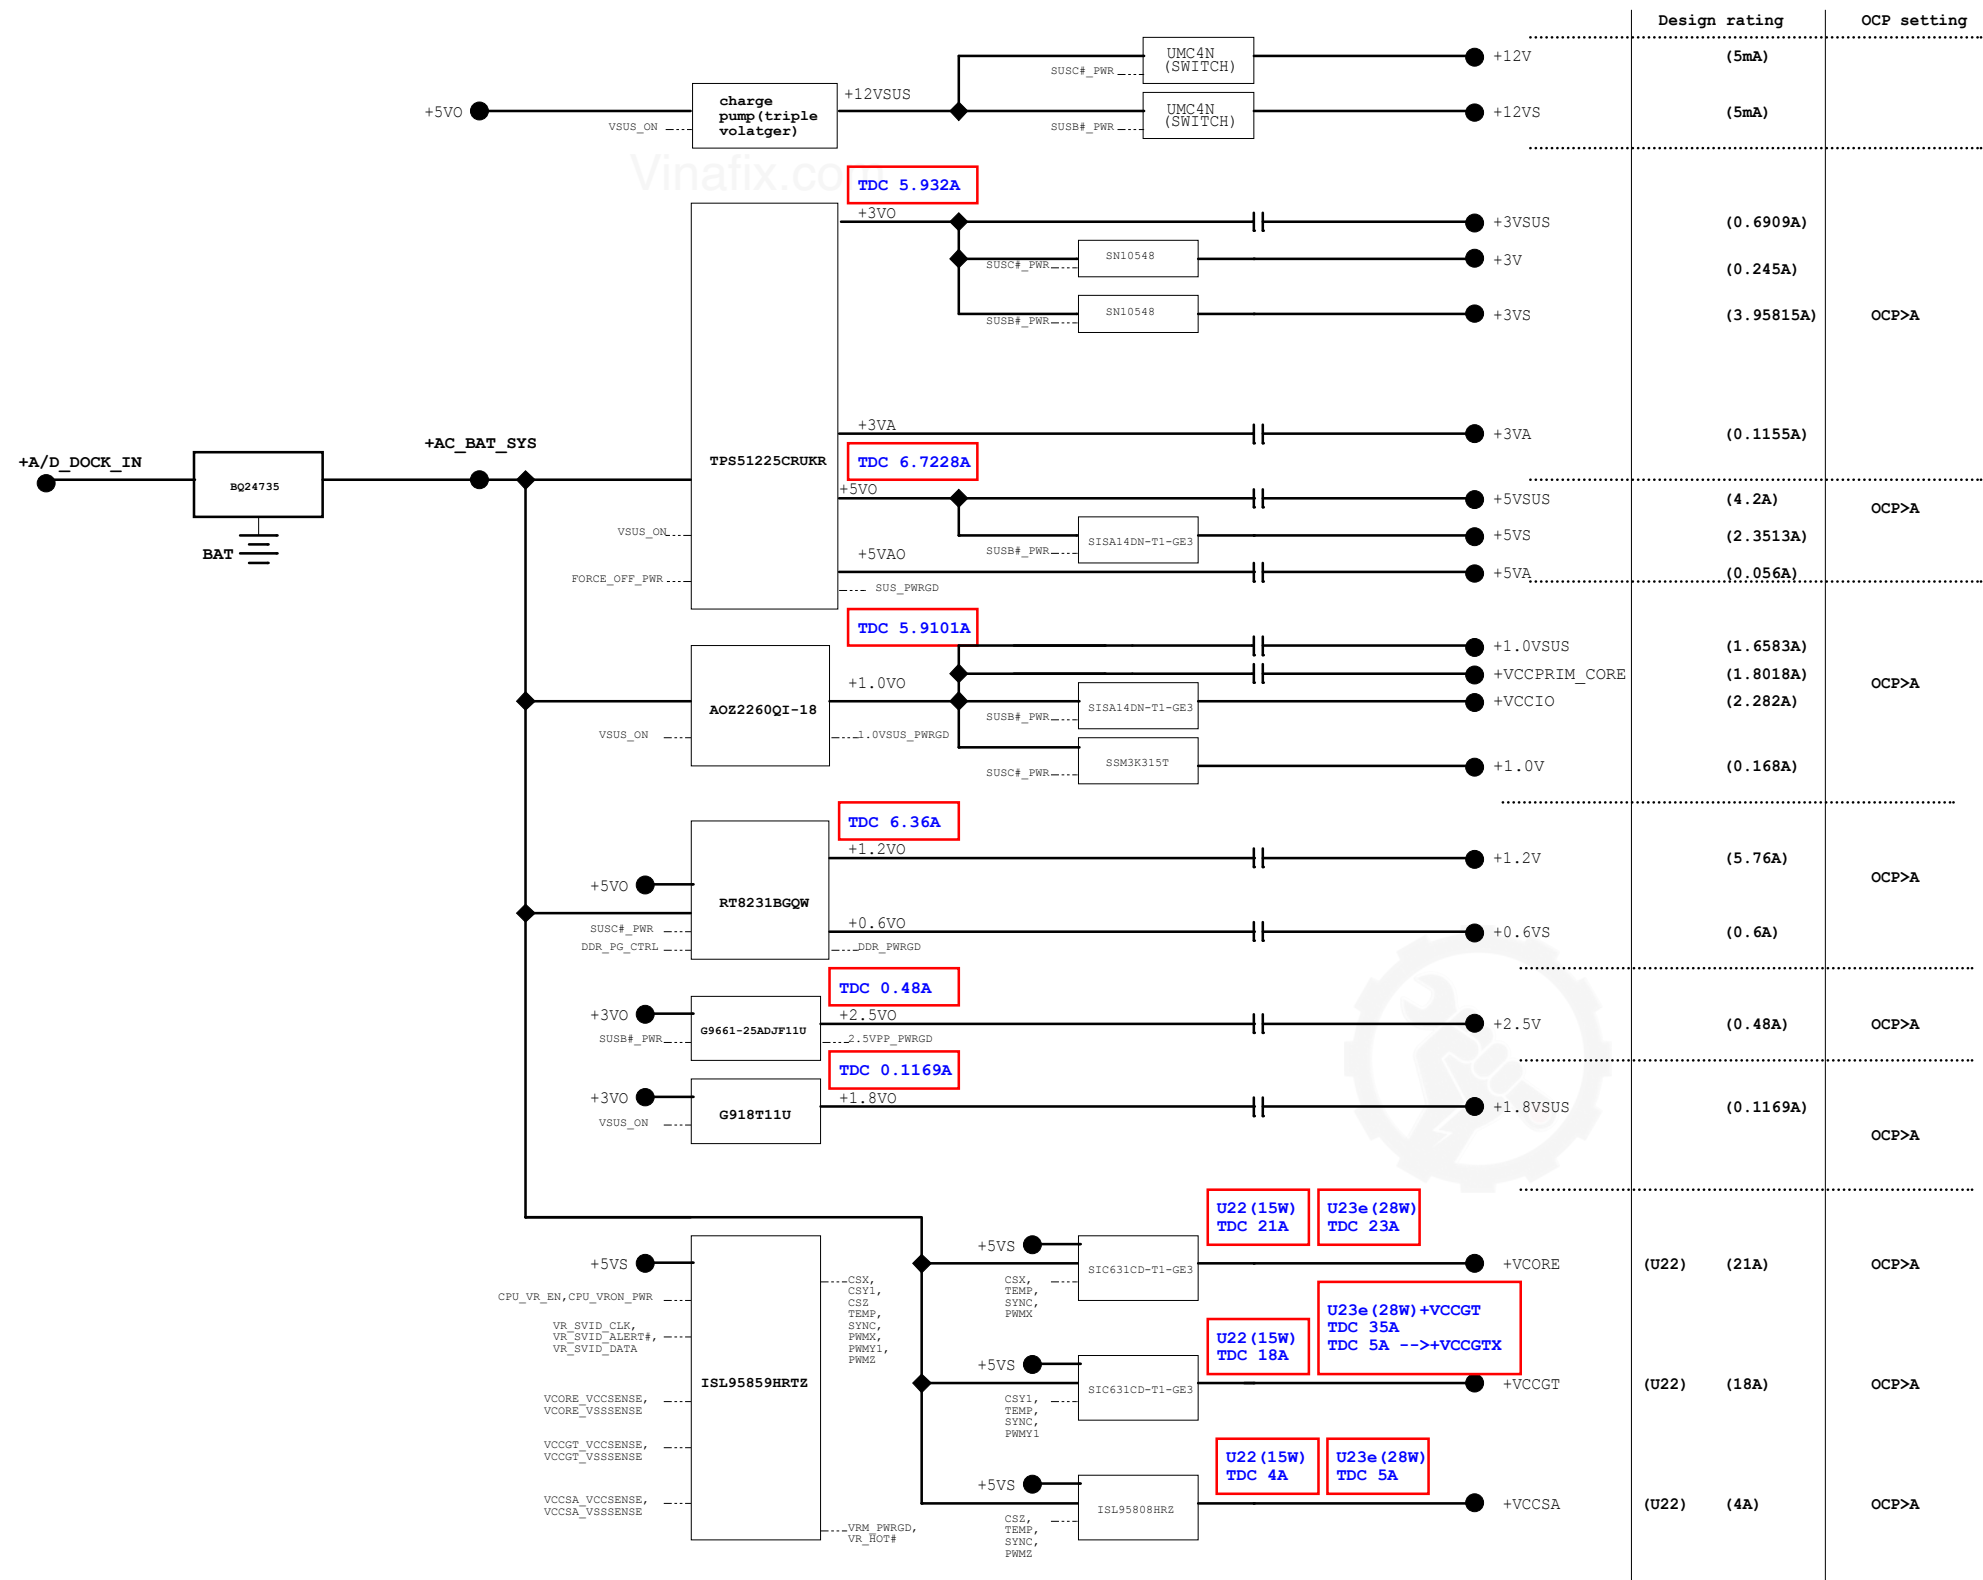 Design rating
OCP setting
UMC4N
(SWITCH)
SUSC#_PWR
+12V
(5mA)
+5VO
VSUS_ON
charge
pump(triple
volatger)
+12VSUS
UMC4N
(SWITCH)
SUSB#_PWR
+12VS
(5mA)
Vinafix.com
TDC 5.932A
+3VO
+3VSUS
(0.6909A)
SUSC#_PWR
SN10548
+3V
(0.245A)
SUSB#_PWR
SN10548
+3VS
(3.95815A)
OCP>A
+3VA
+3VA
(0.1155A)
+A/D_DOCK_IN
BQ24735
BAT
+AC_BAT_SYS
TPS51225CRUKR
TDC 6.7228A
+5VO
+5VSUS
(4.2A)
OCP>A
VSUS_ON
SUSB#_PWR
SISA14DN-T1-GE3
+5VS
(2.3513A)
+5VAO
+5VA
(0.056A)
FORCE_OFF_PWR
SUS_PWRGD
TDC 5.9101A
+1.0VSUS
(1.6583A)
+VCCPRIM_CORE
(1.8018A)
OCP>A
+1.0VO
AOZ2260QI-18
VSUS_ON
1.0VSUS_PWRGD
SUSB#_PWR
SISA14DN-T1-GE3
+VCCIO
(2.282A)
SUSC#_PWR
SSM3K315T
+1.0V
(0.168A)
TDC 6.36A
+1.2VO
+1.2V
(5.76A)
OCP>A
+5VO
RT8231BGQW
SUSC#_PWR
DDR_PG_CTRL
+0.6VO
DDR_PWRGD
+0.6VS
(0.6A)
TDC 0.48A
+3VO
SUSB#_PWR
G9661-25ADJF11U
+2.5VO
2.5VPP_PWRGD
+2.5V
(0.48A)
OCP>A
TDC 0.1169A
+3VO
VSUS_ON
G918T11U
+1.8VO
+1.8VSUS
(0.1169A)
OCP>A
U22(15W)
TDC 21A
U23e(28W)
TDC 23A
+5VS
CPU_VR_EN,CPU_VRON_PWR
VR_SVID_CLK,
VR_SVID_ALERT#,
VR_SVID_DATA
VCORE_VCCSENSE,
VCORE_VSSSENSE
VCCGT_VCCSENSE,
VCCGT_VSSSENSE
VCCSA_VCCSENSE,
VCCSA_VSSSENSE
ISL95859HRTZ
CSX,
CSY1,
CSZ
TEMP,
SYNC,
PWMX,
PWMY1,
PWMZ
VRM_PWRGD,
VR_HOT#
+5VS
CSX,
TEMP,
SYNC,
PWMX
SIC631CD-T1-GE3
+VCORE
(U22)
(21A)
OCP>A
U22(15W)
TDC 18A
U23e(28W)+VCCGT
TDC 35A
TDC 5A -->+VCCGTX
+5VS
CSY1,
TEMP,
SYNC,
PWMY1
SIC631CD-T1-GE3
+VCCGT
(U22)
(18A)
OCP>A
U22(15W)
TDC 4A
U23e(28W)
TDC 5A
+5VS
CSZ,
TEMP,
SYNC,
PWMZ
ISL95808HRZ
+VCCSA
(U22)
(4A)
OCP>A